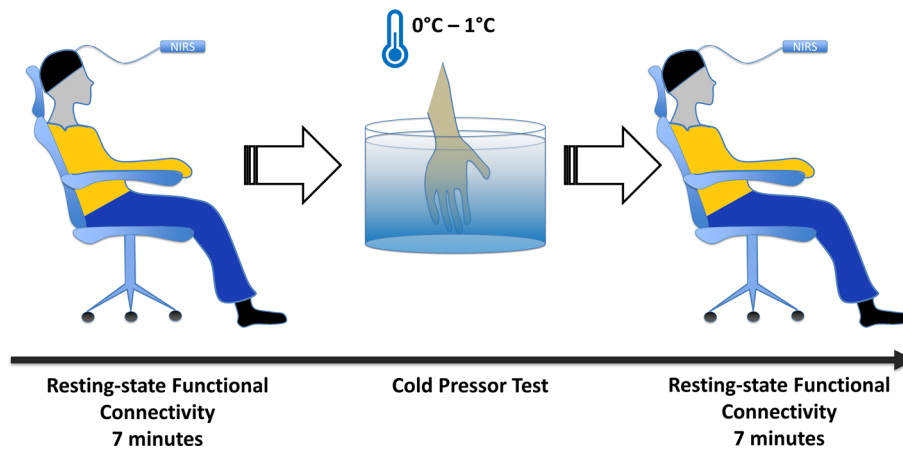 NIRS
0°C – 1°C
NIRS
Resting-state Functional
Connectivity
7 minutes
Cold Pressor Test
Resting-state Functional
Connectivity
7 minutes